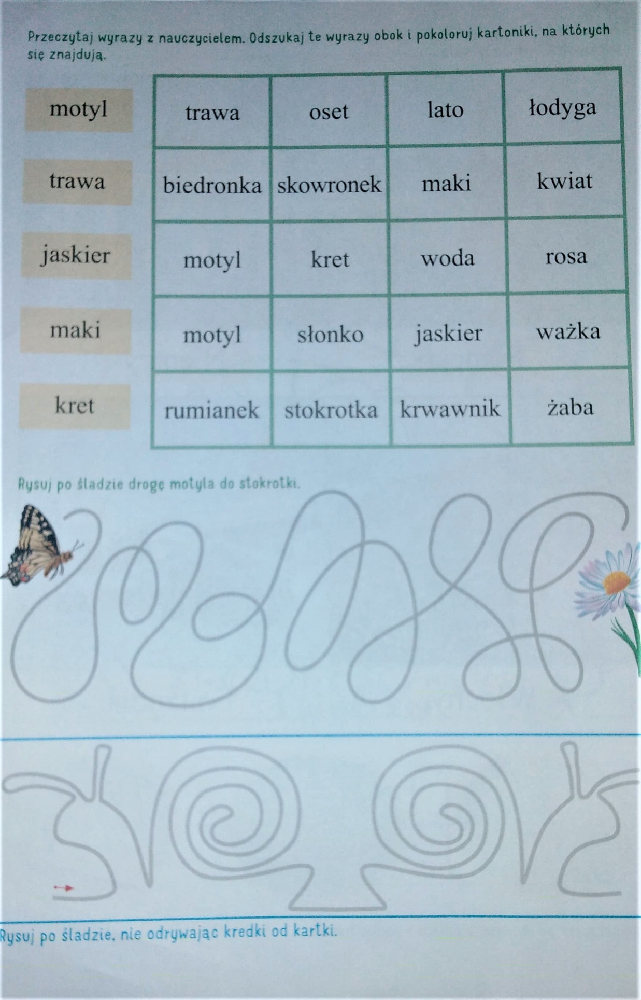 Przeczytaj wyrazy z nauczycielem. Odszukaj te wyrazy obok i pokoloruj kartoniki, na których
się znajdują.
motyl
trawa
jaskier
maki
kret
trawa oset lato łodyga
biedronka skowronek maki kwiat
motyl kret woda rosa
motyl słonko jaskier ważka
rumianek stokrotka krwawnik żaba
Rysuj po śladzie drogę motyla do stokrotki.
Rysuj po śladzie, nie odrywając kredki od kartki.